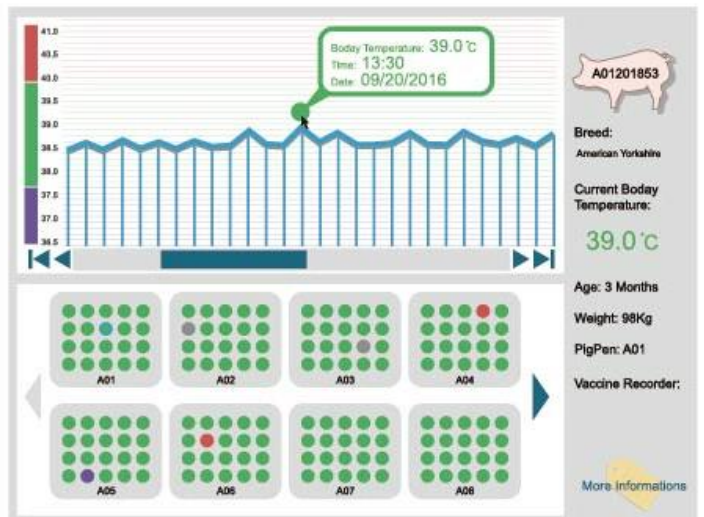 41.0
40.5
40.0
39.5
39.0
38.5
38.0
37.5
37.0
36.5
Boday Temperature: 39.0℃
Time: 13:30
Date: 09/20/2016
A01201853
Breed:
American Yorkshire
Current Boday
Temperature:
39.0℃
Age: 3 Months
Weight: 98Kg
PigPen: A01
Vaccine Recorder:
More Informations
A01
A02
A03
A04
A05
A06
A07
A08